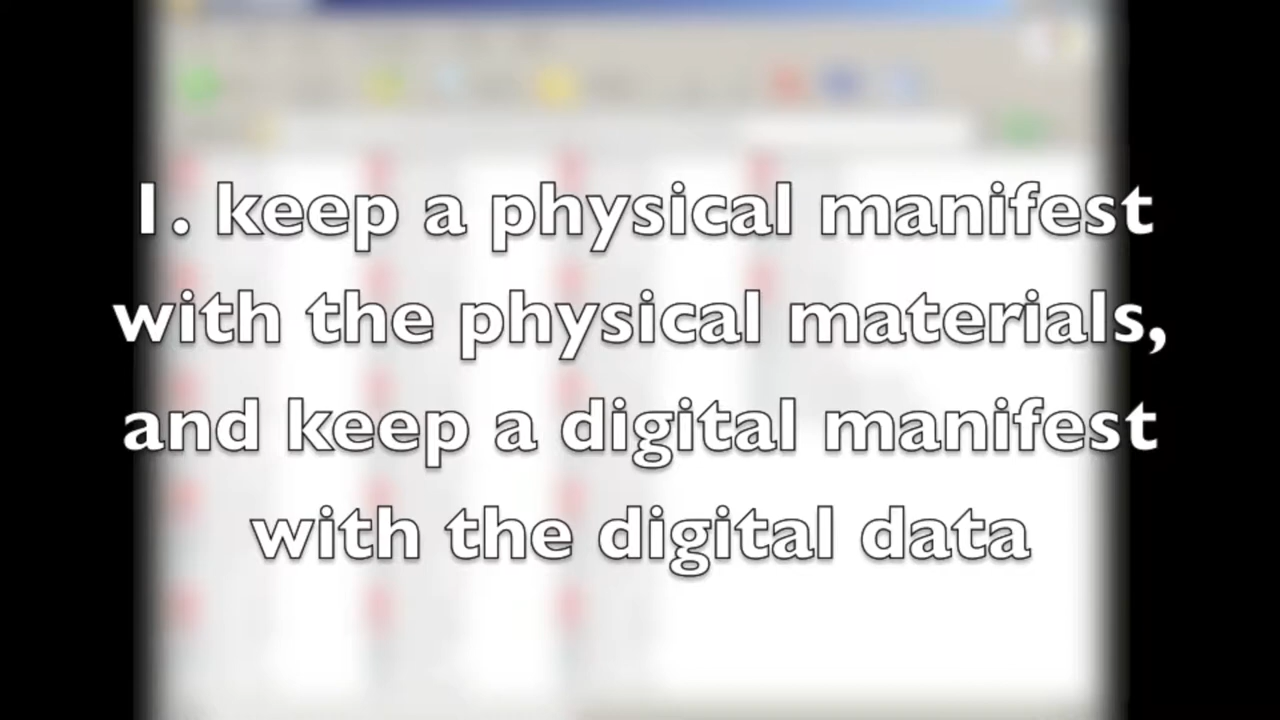 1. keep a physical manifest
with the physical materials,
and keep a digital manifest
with the digital data